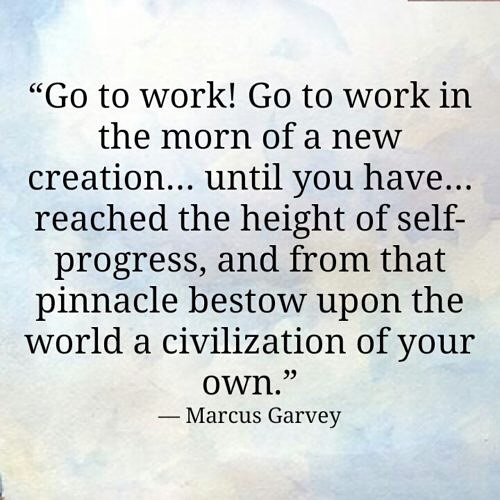 “Go to work! Go to work in
the morn of a new
creation... until you have...
reached the height of self-
progress, and from that
pinnacle bestow upon the
world a civilization of your
own.”
— Marcus Garvey